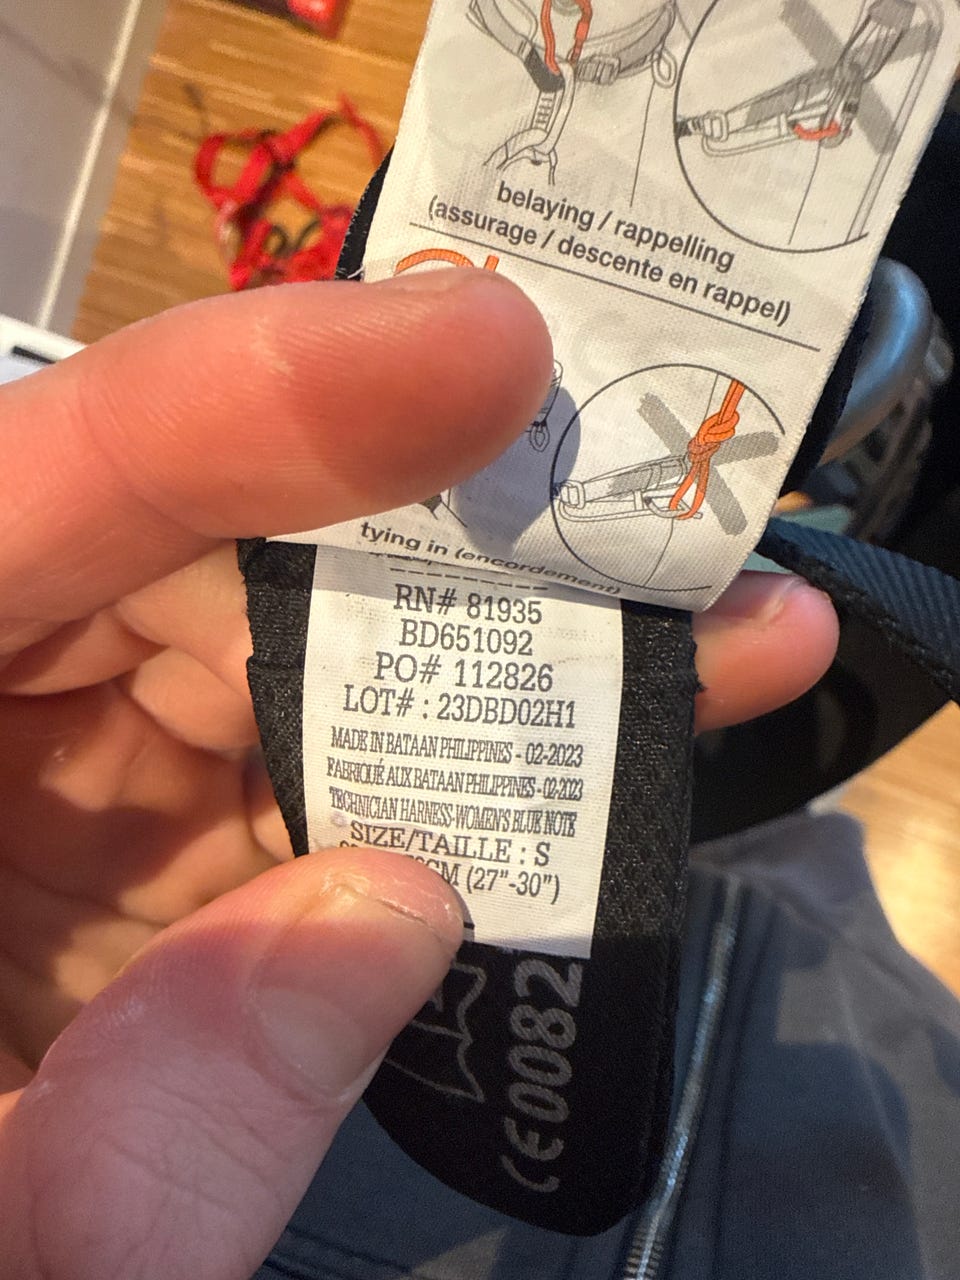 belaying / rappelling
(assurage / descente en rappel)
tying in (encordement)
RN# 81935
BD651092
PO# 112826
LOT# : 23DBD02H1
MADE IN BATAAN PHILIPPINES - 02-2023
FABRIQUÉ AUX BATAAN PHILIPPINES - 02-2023
TECHNICIAN HARNESS-WOMEN'S BLUE NOTE
SIZE/TAILLE : S
CM (27"-30")
CE0082